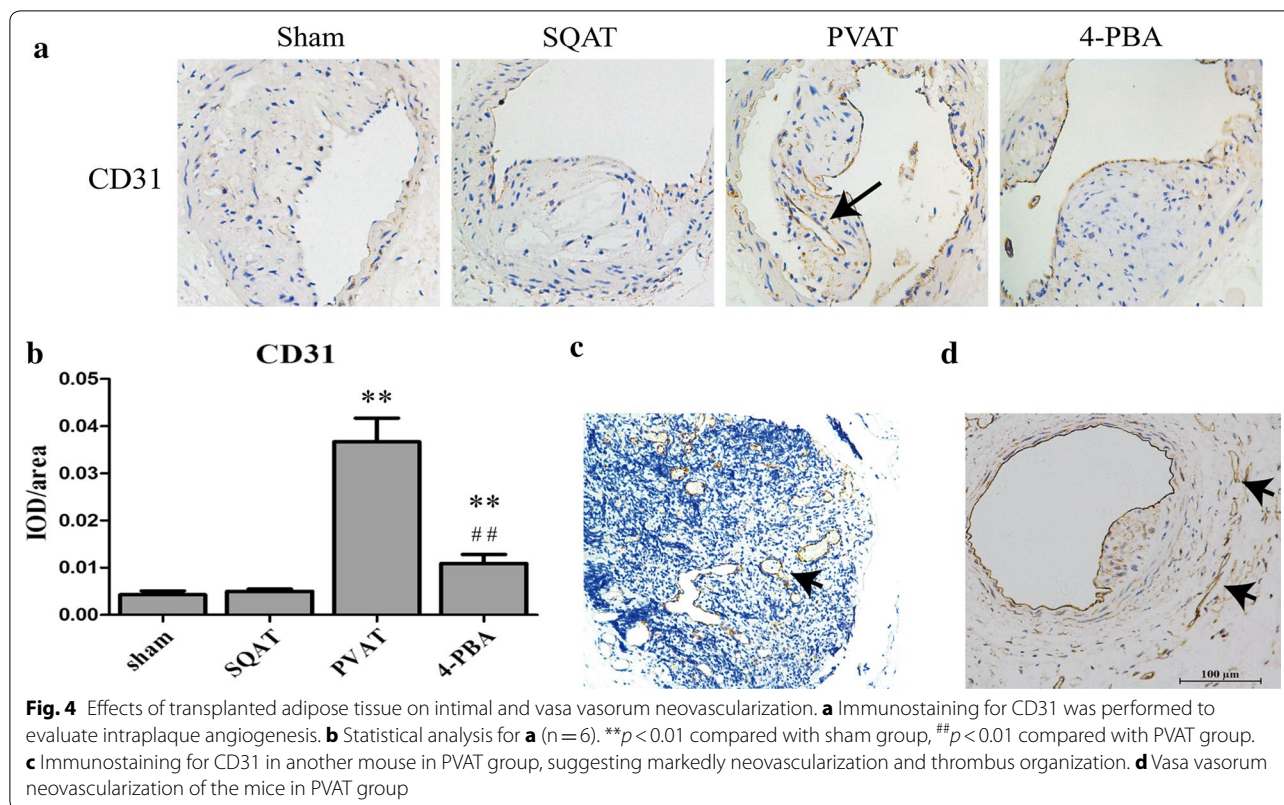 a
Sham SQAT PVAT 4-PBA
CD31
b
CD31
IOD/area
0.05
0.04
0.03
0.02
0.01
0.00
**
**
##
sham SQAT PVAT 4-PBA
c
d
100 μm
Fig. 4 Effects of transplanted adipose tissue on intimal and vasa vasorum neovascularization. a Immunostaining for CD31 was performed to
evaluate intraplaque angiogenesis. b Statistical analysis for a (n = 6). **p < 0.01 compared with sham group, ##p < 0.01 compared with PVAT group.
c Immunostaining for CD31 in another mouse in PVAT group, suggesting markedly neovascularization and thrombus organization. d Vasa vasorum
neovascularization of the mice in PVAT group